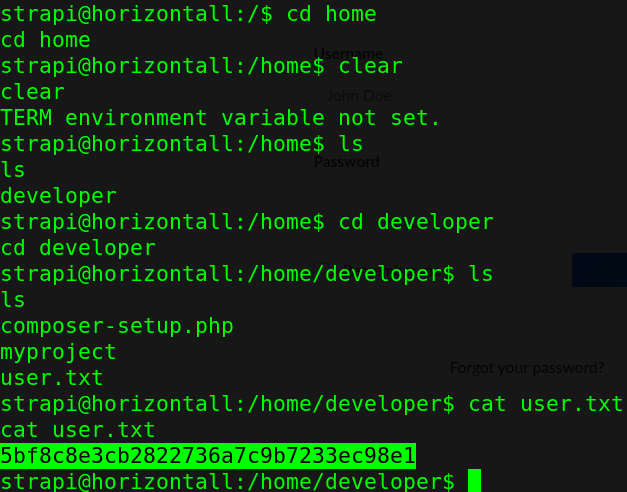 strapi@horizontall:/$ cd home
cd home
Username
strapi@horizontall:/home$ clear
clear
John Doe
TERM environment variable not set.
strapi@horizontall:/home$ ls
Password
ls
developer
strapi@horizontall:/home$ cd developer
cd developer
strapi@horizontall:/home/developer$ ls
ls
composer-setup.php
myproject
Forgot your password?
user.txt
strapi@horizontall:/home/developer$ cat user.txt
cat user.txt
5bf8c8e3cb2822736a7c9b7233ec98e1
strapi@horizontall:/home/developer$